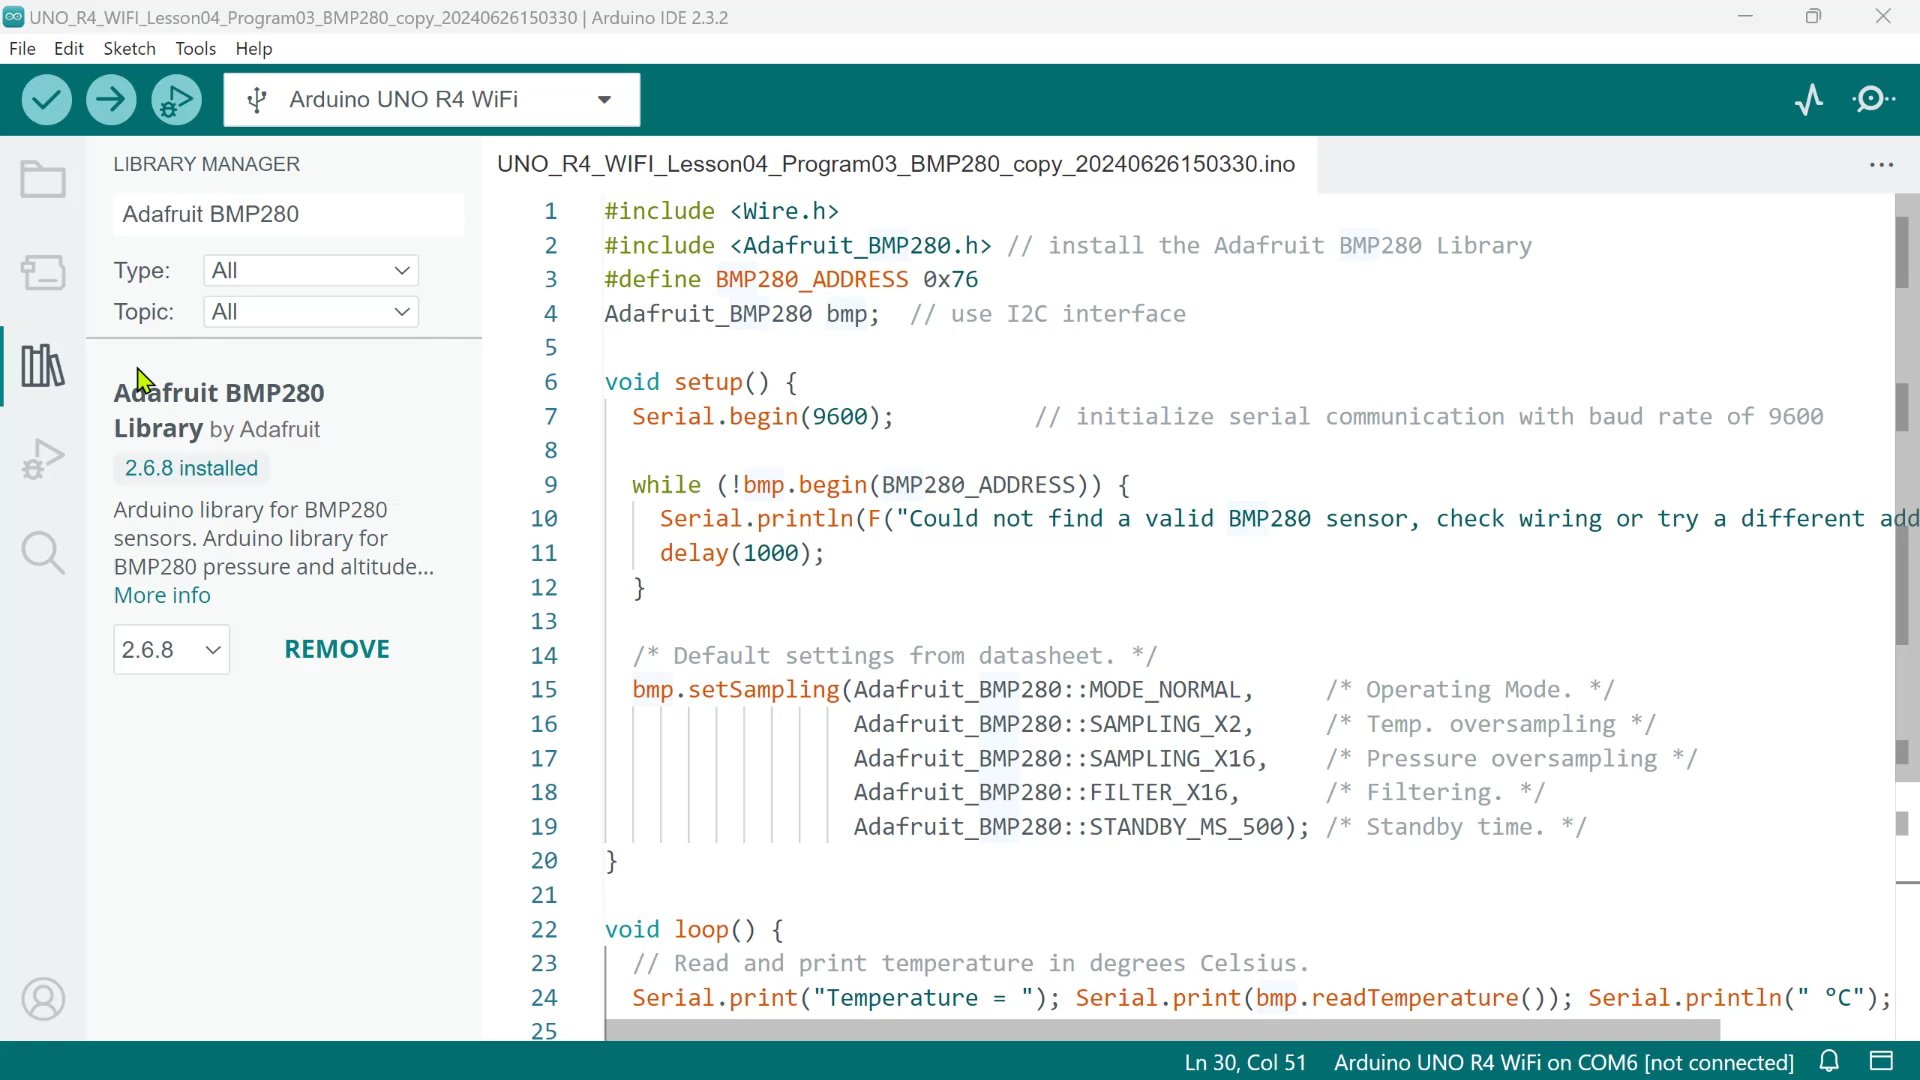 UNO_R4_WIFI_Lesson04_Program03_BMP280_copy_20240626150330 | Arduino IDE 2.3.2
File Edit Sketch Tools Help
Arduino UNO R4 WiFi
LIBRARY MANAGER
Adafruit BMP280
Type: All
Topic: All
Adafruit BMP280
Library by Adafruit
2.6.8 installed
Arduino library for BMP280
sensors. Arduino library for
BMP280 pressure and altitude...
More info
2.6.8 REMOVE
UNO_R4_WIFI_Lesson04_Program03_BMP280_copy_20240626150330.ino
1 #include <Wire.h>
2 #include <Adafruit_BMP280.h> // install the Adafruit BMP280 Library
3 #define BMP280_ADDRESS 0x76
4 Adafruit_BMP280 bmp;  // use I2C interface
5
6 void setup() {
7   Serial.begin(9600);          // initialize serial communication with baud rate of 9600
8
9   while (!bmp.begin(BMP280_ADDRESS)) {
10     Serial.println(F("Could not find a valid BMP280 sensor, check wiring or try a different add
11     delay(1000);
12   }
13
14   /* Default settings from datasheet. */
15   bmp.setSampling(Adafruit_BMP280::MODE_NORMAL,     /* Operating Mode. */
16                   Adafruit_BMP280::SAMPLING_X2,     /* Temp. oversampling */
17                   Adafruit_BMP280::SAMPLING_X16,    /* Pressure oversampling */
18                   Adafruit_BMP280::FILTER_X16,      /* Filtering. */
19                   Adafruit_BMP280::STANDBY_MS_500); /* Standby time. */
20 }
21
22 void loop() {
23   // Read and print temperature in degrees Celsius.
24   Serial.print("Temperature = "); Serial.print(bmp.readTemperature()); Serial.println(" ºC");
25
Ln 30, Col 51 Arduino UNO R4 WiFi on COM6 [not connected]